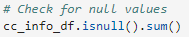 # Check for null values
cc_info_df.isnull().sum()